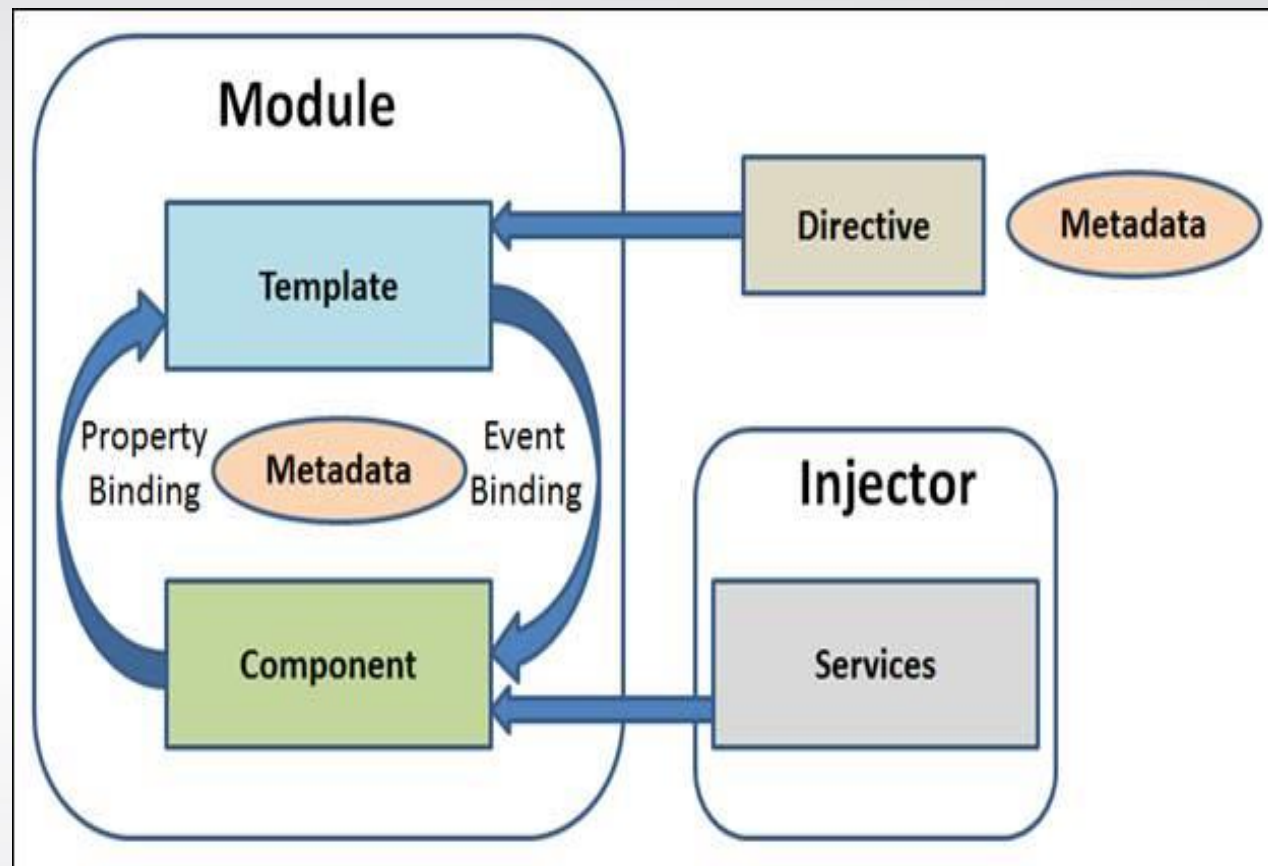 Module
Template
Directive
Metadata
Property
Binding
Metadata
Event
Binding
Injector
Component
Services